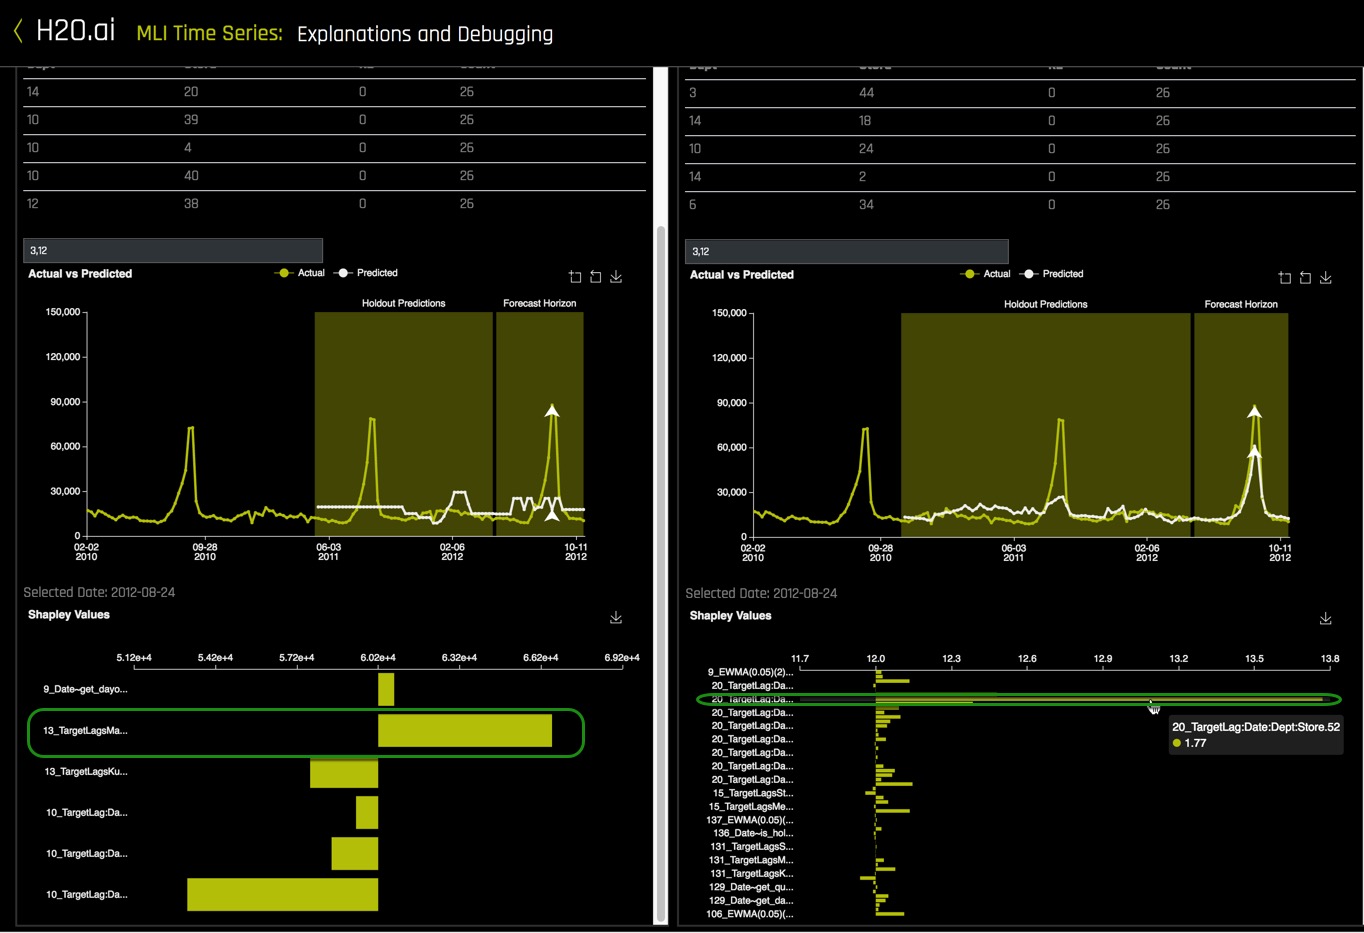 H2O.ai MLI Time Series: Explanations and Debugging
14 20 0 26
10 39 0 26
10 4 0 26
10 40 0 26
12 38 0 26
3,12
Actual vs Predicted Actual Predicted
Holdout Predictions Forecast Horizon
150,000
120,000
90,000
60,000
30,000
0
02-02 09-28 06-03 02-06 10-11
2010 2010 2011 2012 2012
Selected Date: 2012-08-24
Shapley Values
5.12e+4 5.42e+4 5.72e+4 6.02e+4 6.32e+4 6.62e+4 6.92e+4
9_Date~get_dayo...
13_TargetLagsMa...
13_TargetLagsKu...
10_TargetLag:Da...
10_TargetLag:Da...
10_TargetLag:Da...
3 44 0 26
14 18 0 26
10 24 0 26
14 2 0 26
6 34 0 26
3,12
Actual vs Predicted Actual Predicted
Holdout Predictions Forecast Horizon
150,000
120,000
90,000
60,000
30,000
0
02-02 09-28 06-03 02-06 10-11
2010 2010 2011 2012 2012
Selected Date: 2012-08-24
Shapley Values
11.7 12.0 12.3 12.6 12.9 13.2 13.5 13.8
9_EWMA(0.05)(2)...
20_TargetLag:Da...
20_TargetLag:Da...
20_TargetLag:Da...
20_TargetLag:Da...
20_TargetLag:Da...
20_TargetLag:Da...
20_TargetLag:Da...
20_TargetLag:Da...
15_TargetLagsSt...
15_TargetLagsMe...
137_EWMA(0.05)(...
136_Date~is_hol...
131_TargetLagsS...
131_TargetLagsM...
131_TargetLagsK...
129_Date~get_qu...
129_Date~get_da...
106_EWMA(0.05)(...
20_TargetLag:Date:Dept:Store.52
1.77